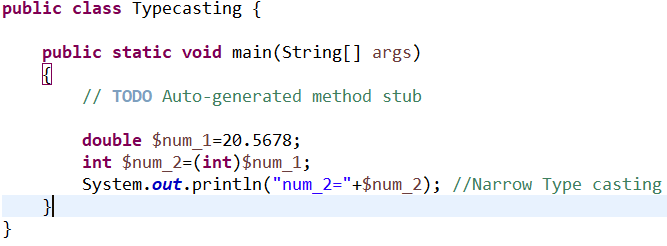 public class Typecasting {
public static void main(String[] args)
{
// TODO Auto-generated method stub
double $num_1=20.5678;
int $num_2=(int)$num_1;
System.out.println("num_2="+$num_2); //Narrow Type casting
}
}